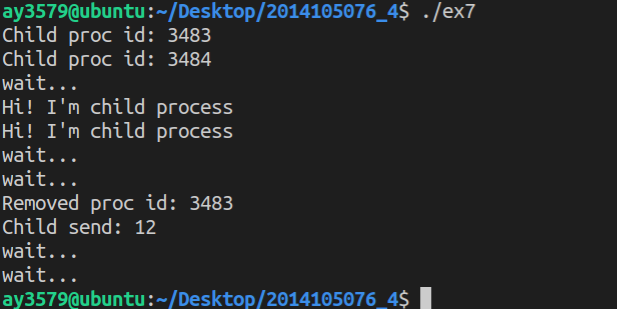 ay3579@ubuntu:~/Desktop/2014105076_4$ ./ex7
Child proc id: 3483
Child proc id: 3484
wait...
Hi! I'm child process
Hi! I'm child process
wait...
wait...
Removed proc id: 3483
Child send: 12
wait...
wait...
ay3579@ubuntu:~/Desktop/2014105076_4$